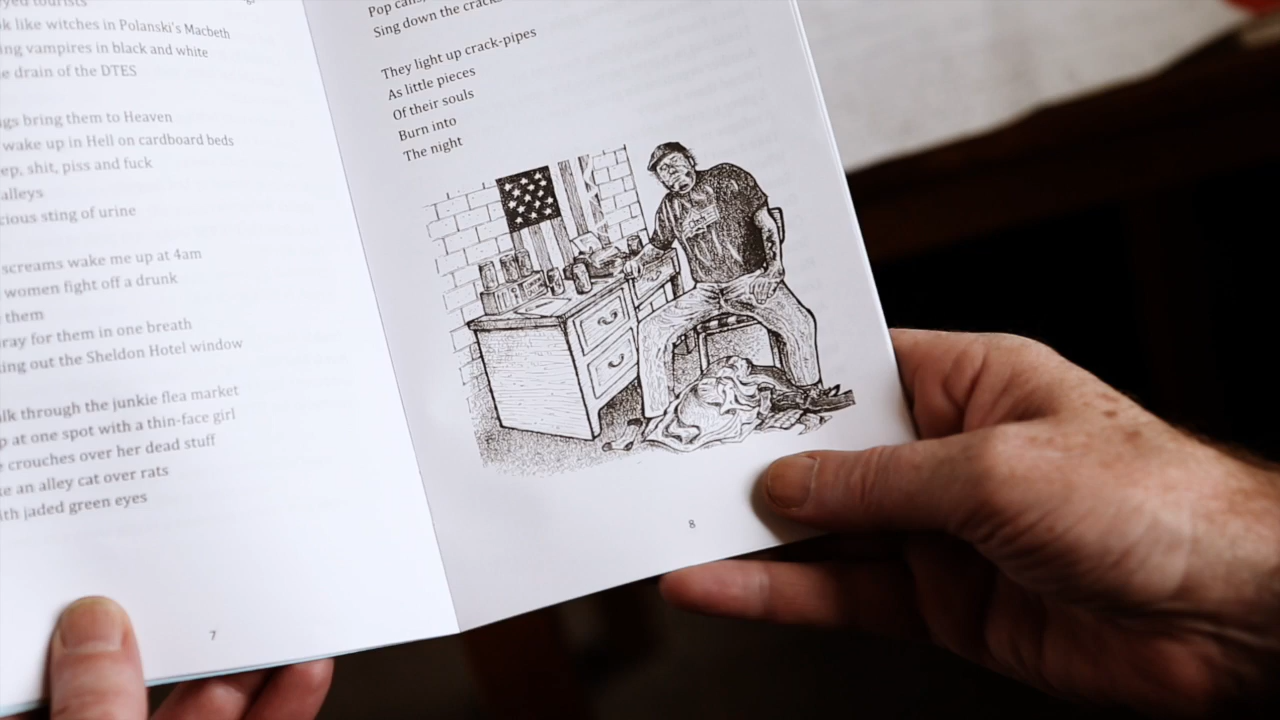 yed tourists
k like witches in Polanski's Macbeth
ing vampires in black and white
e drain of the DTES
gs bring them to Heaven
wake up in Hell on cardboard beds
ep, shit, piss and fuck
alleys
cious sting of urine
screams wake me up at 4am
women fight off a drunk
them
ray for them in one breath
ing out the Sheldon Hotel window
lk through the junkie flea market
p at one spot with a thin-face girl
e crouches over her dead stuff
ke an alley cat over rats
ith jaded green eyes
7
Pop cans,
Sing down the crack
They light up crack-pipes
As little pieces
Of their souls
Burn into
The night
8